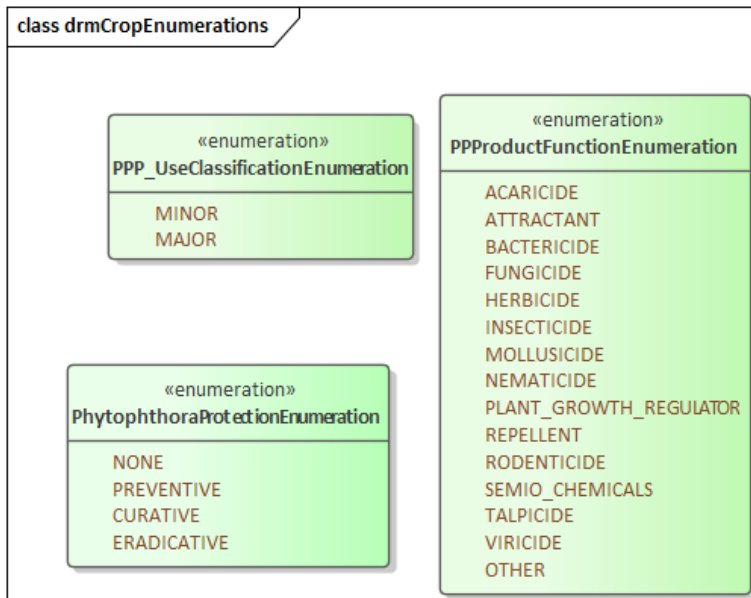 class drmCropEnumerations
«enumeration»
PPP_UseClassificationEnumeration
MINOR
MAJOR
«enumeration»
PhytophthoraProtectionEnumeration
NONE
PREVENTIVE
CURATIVE
ERADICATIVE
«enumeration»
PPProductFunctionEnumeration
ACARICIDE
ATTRACTANT
BACTERICIDE
FUNGICIDE
HERBICIDE
INSECTICIDE
MOLLUSICIDE
NEMATICIDE
PLANT_GROWTH_REGULATOR
REPELLENT
RODENTICIDE
SEMIO_CHEMICALS
TALPICIDE
VIRICIDE
OTHER